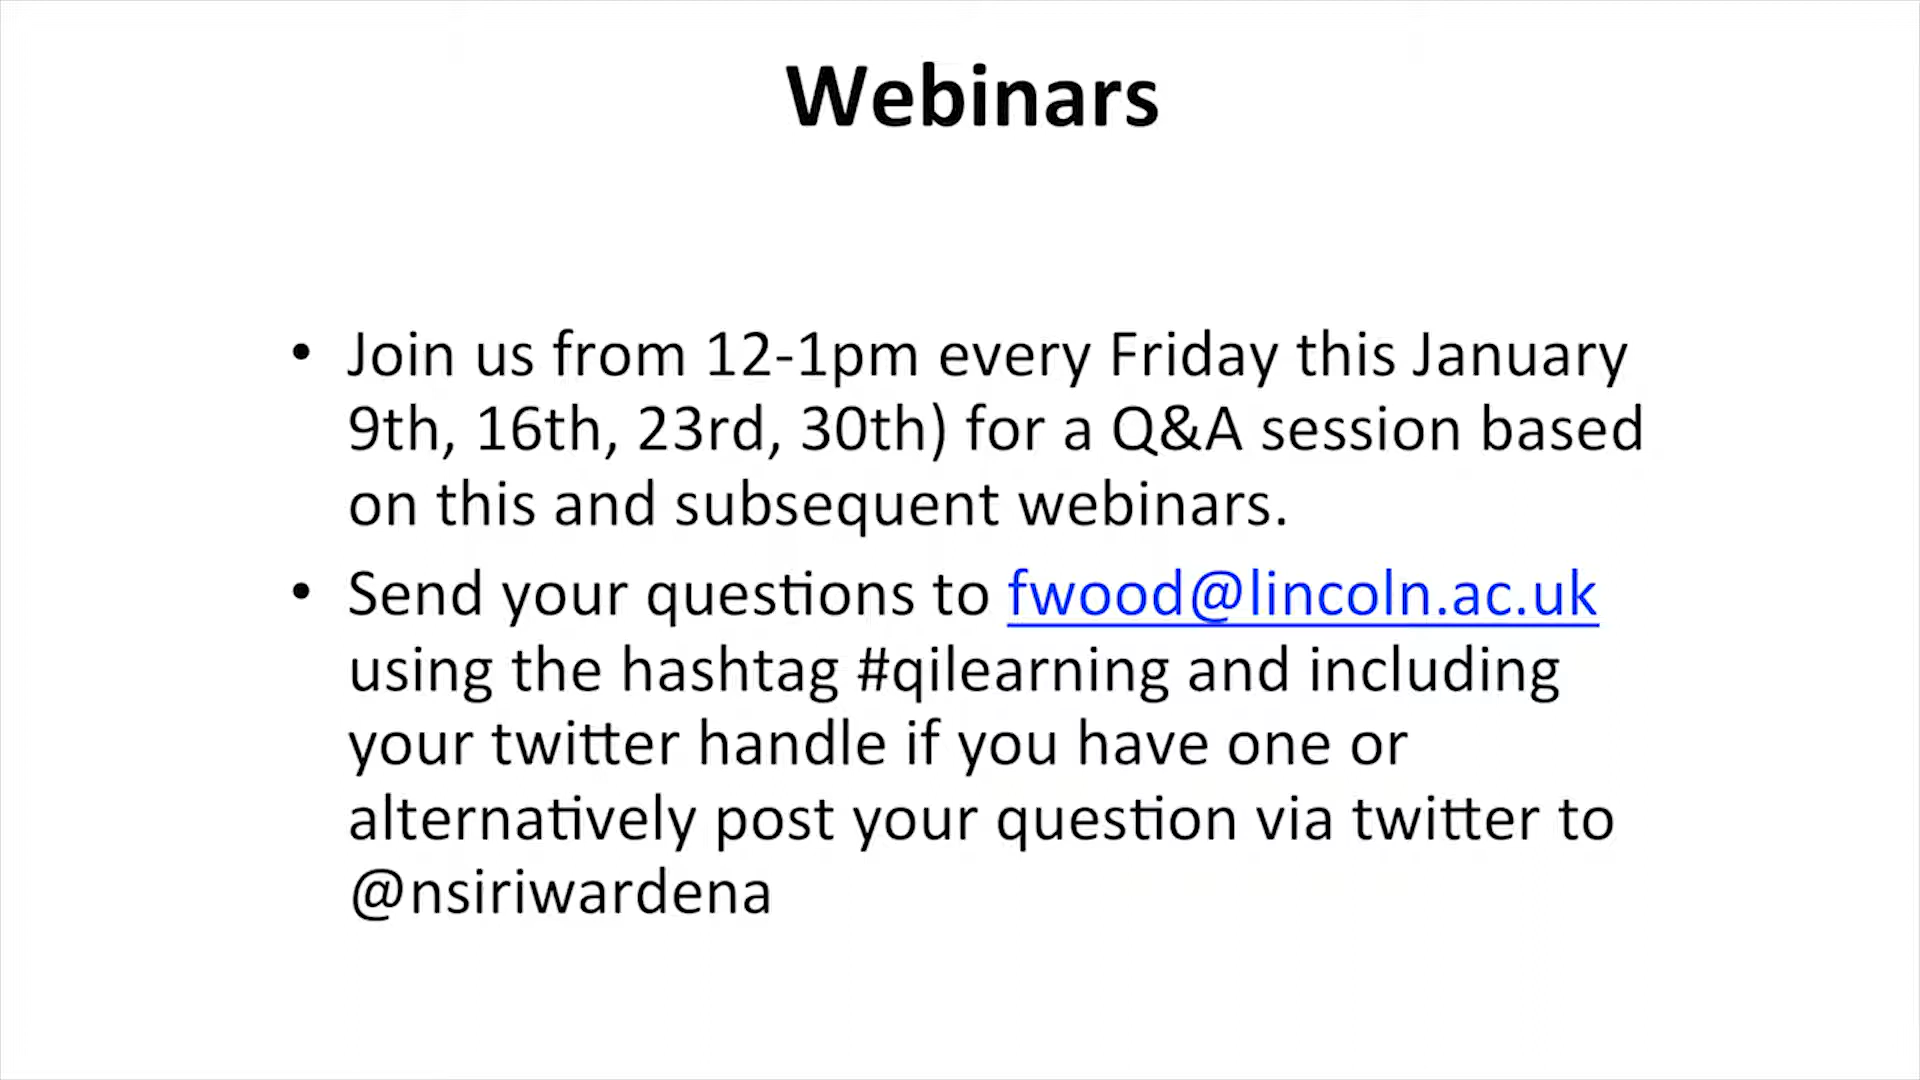 Webinars
• Join us from 12-1pm every Friday this January
9th, 16th, 23rd, 30th) for a Q&A session based
on this and subsequent webinars.
• Send your questions to fwood@lincoln.ac.uk
using the hashtag #qilearning and including
your twitter handle if you have one or
alternatively post your question via twitter to
@nsiriwardena